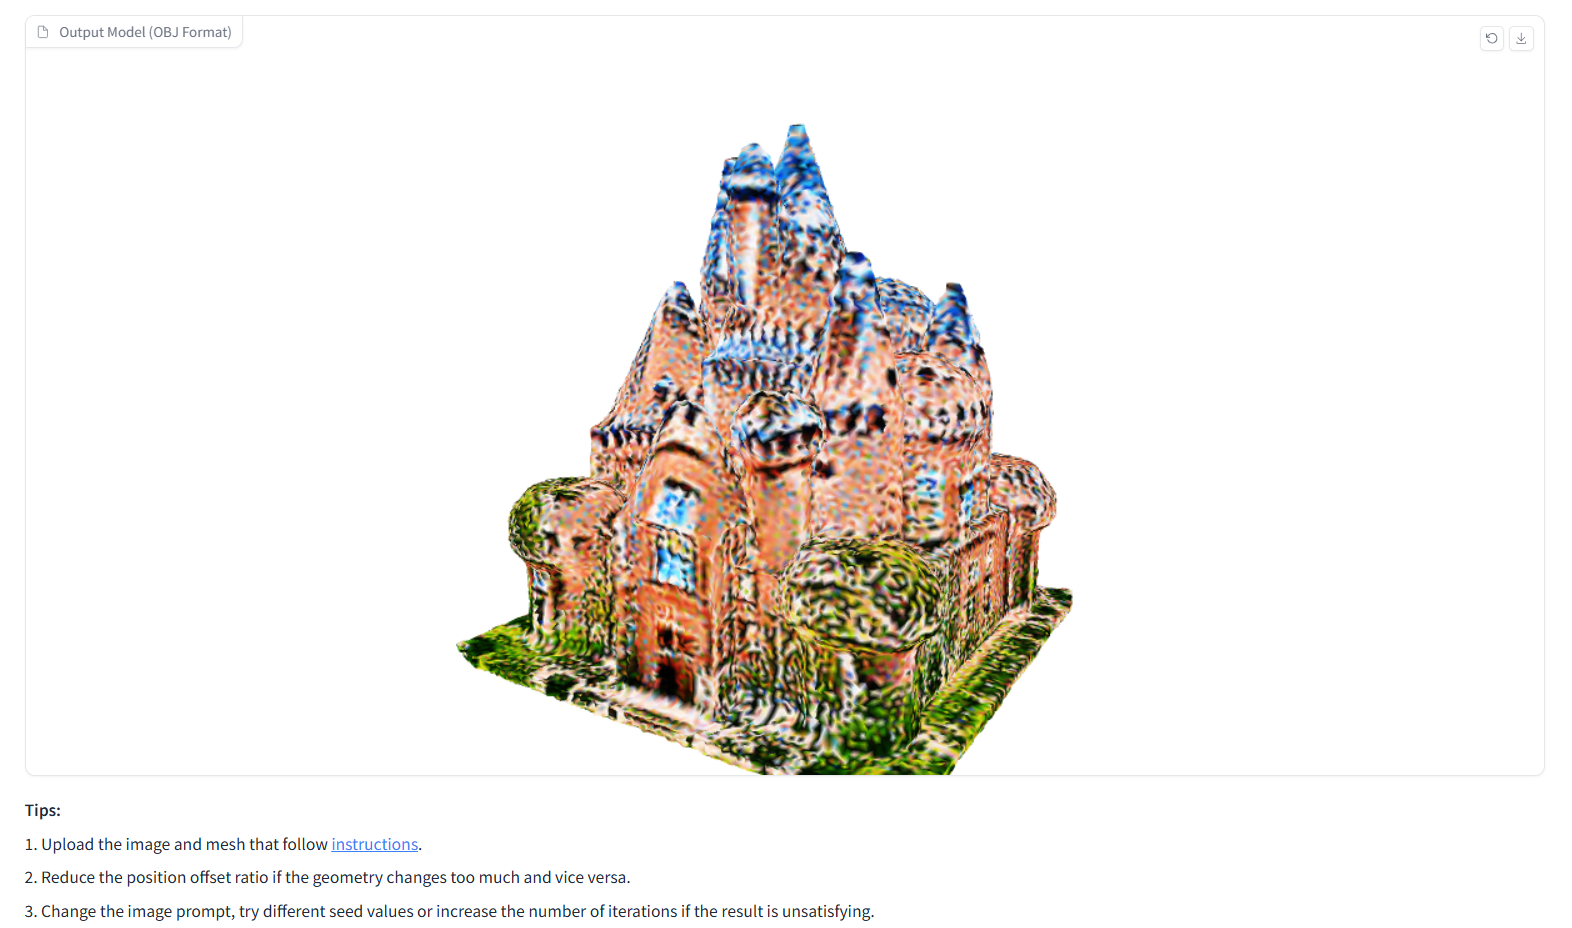 Output Model (OBJ Format)
Tips:
1. Upload the image and mesh that follow instructions.
2. Reduce the position offset ratio if the geometry changes too much and vice versa.
3. Change the image prompt, try different seed values or increase the number of iterations if the result is unsatisfying.